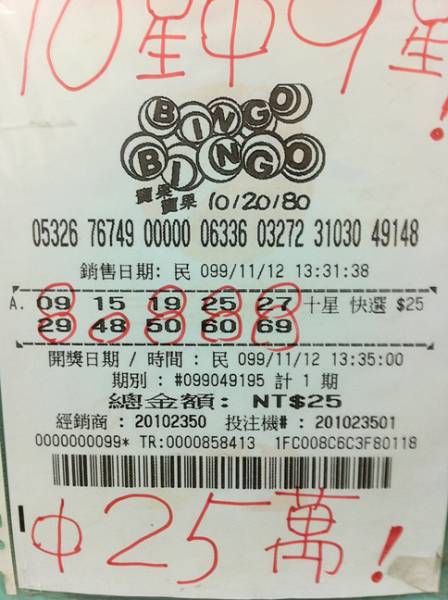 10星中9星!
BINGO
BINGO
賓果
賓果 10/20/80
05326 76749 00000 06336 03272 31030 49148
銷售日期: 民 099/11/12 13:31:38
A. 09 15 19 25 27 十星 快選 $25
29 48 50 60 69
開獎日期 / 時間 : 民 099/11/12 13:35:00
期別 : #099049195 計 1 期
總金額: NT$25
經銷商 : 20102350 投注機# : 201023501
0000000099* TR:0000858413 1FC008C6C3F80118
中25萬!